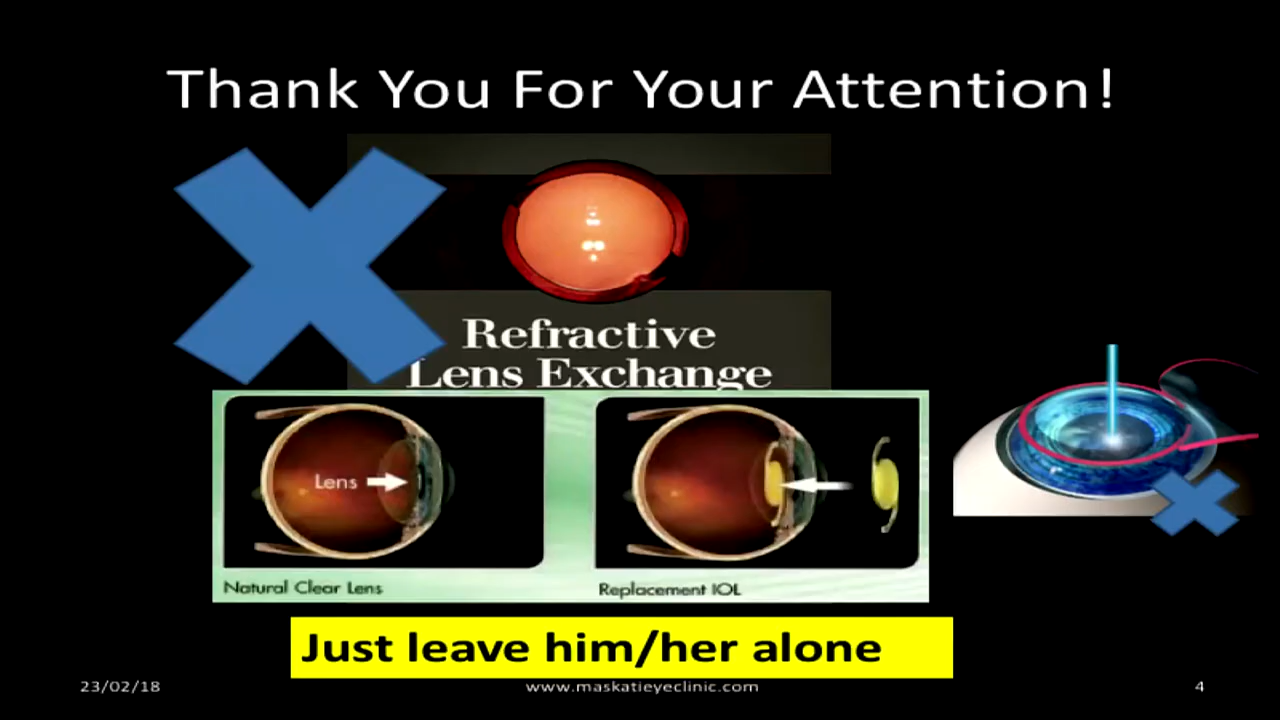 Thank You For Your Attention!
Refractive
Lens Exchange
Lens
Natural Clear Lens
Replacement IOL
Just leave him/her alone
23/02/18
www.maskatieyeclinic.com
4